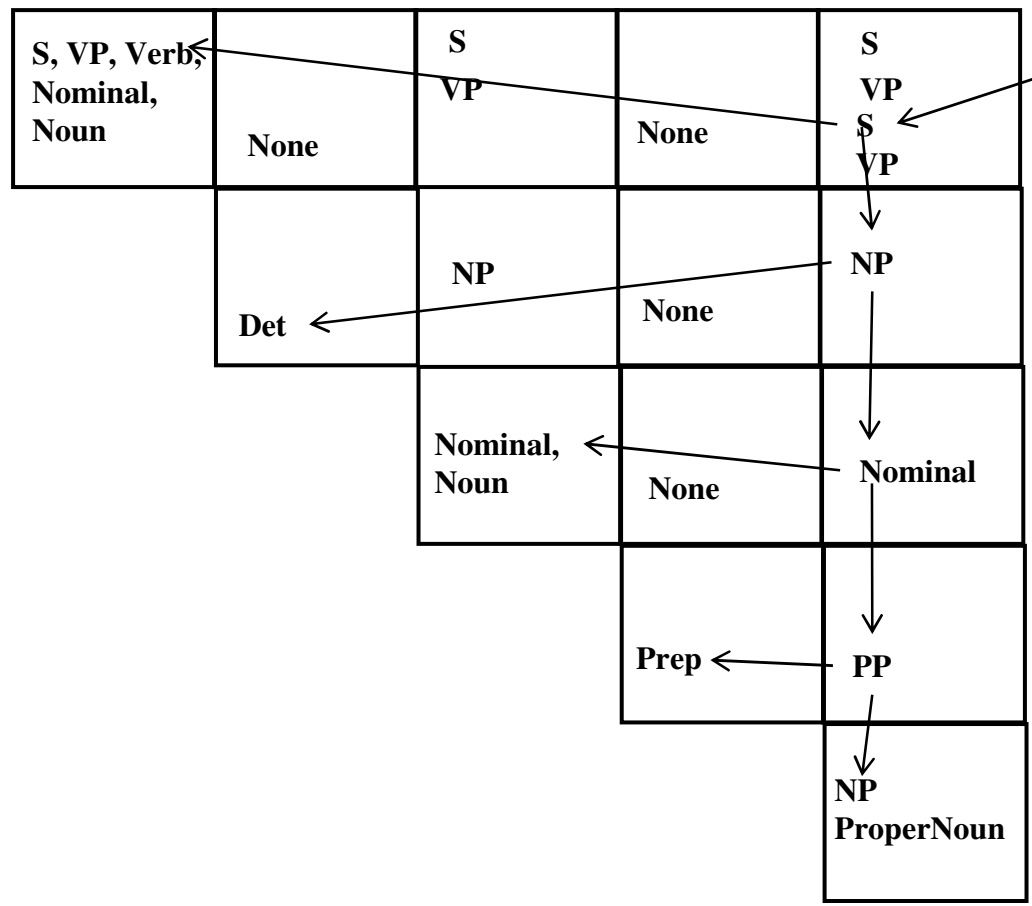 S, VP, Verb,
Nominal,
Noun
None
S
VP
None
S
VP
S
VP
Det
NP
None
NP
Nominal,
Noun
None
Nominal
Prep
PP
NP
ProperNoun